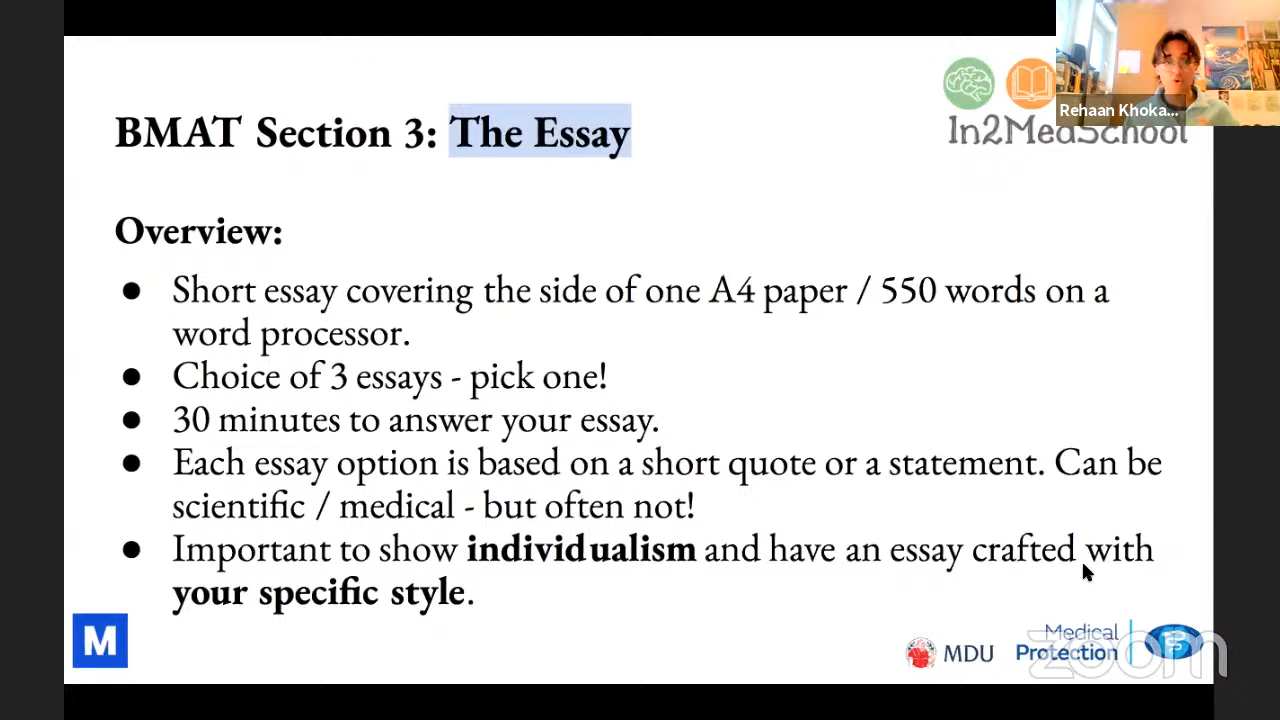 Rehaan Khoka...
In2MedSchool
BMAT Section 3: The Essay
Overview:
● Short essay covering the side of one A4 paper / 550 words on a
word processor.
● Choice of 3 essays - pick one!
● 30 minutes to answer your essay.
● Each essay option is based on a short quote or a statement. Can be
scientific / medical - but often not!
● Important to show individualism and have an essay crafted with
your specific style.
M
MDU
Medical
Protection
zoom